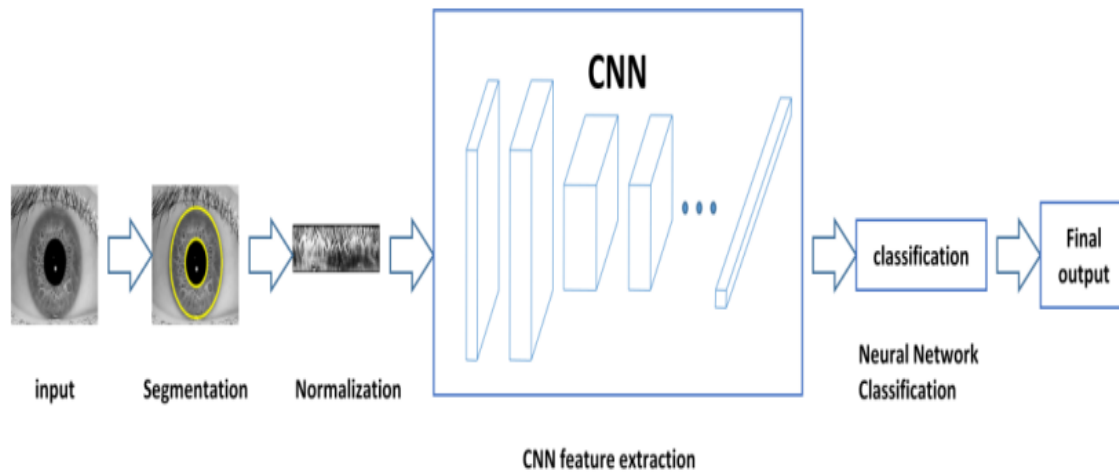 CNN
classification
Final
output
input
Segmentation
Normalization
Neural Network
Classification
CNN feature extraction